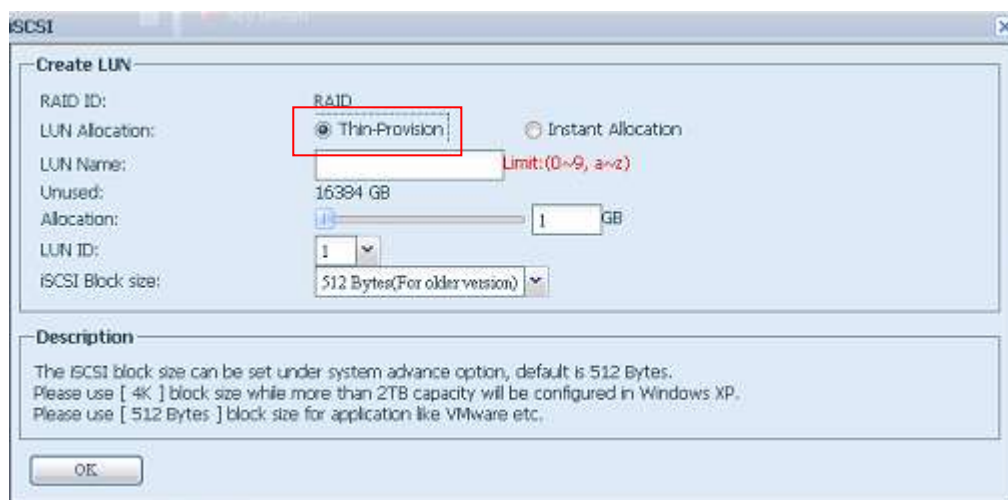 iSCSI
Create LUN
RAID ID: RAID
LUN Allocation: Thin-Provision Instant Allocation
LUN Name: Limit:(0~9, a~z)
Unused: 16384 GB
Allocation: 1 GB
LUN ID: 1
iSCSI Block size: 512 Bytes(For older version)
Description
The iSCSI block size can be set under system advance option, default is 512 Bytes.
Please use [ 4K ] block size while more than 2TB capacity will be configured in Windows XP.
Please use [ 512 Bytes ] block size for application like VMware etc.
OK